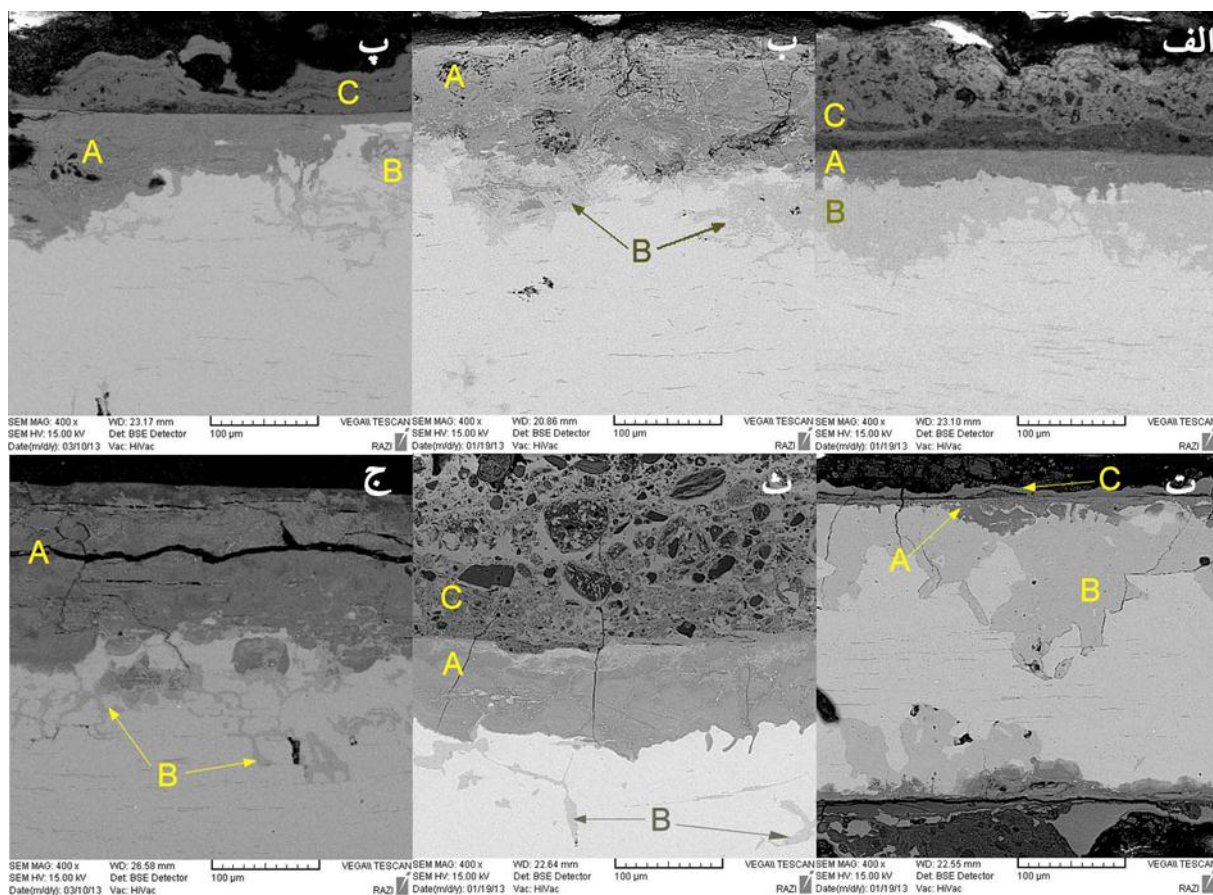 الف
C
A
B
SEM MAG: 400 x WD: 23.10 mm
SEM HV: 15.00 kV Det: BSE Detector
Date(m/d/y): 01/19/13 Vac: HiVac
100 µm
VEGAII TESCAN
RAZI
ب
A
B
SEM MAG: 400 x WD: 20.86 mm
SEM HV: 15.00 kV Det: BSE Detector
Date(m/d/y): 01/19/13 Vac: HiVac
100 µm
VEGAII TESCAN
RAZI
پ
C
A
B
SEM MAG: 400 x WD: 23.17 mm
SEM HV: 15.00 kV Det: BSE Detector
Date(m/d/y): 03/10/13 Vac: HiVac
100 µm
VEGAII TESCAN
RAZI
ت
C
A
B
SEM MAG: 400 x WD: 22.55 mm
SEM HV: 15.00 kV Det: BSE Detector
Date(m/d/y): 01/19/13 Vac: HiVac
100 µm
VEGAII TESCAN
RAZI
ث
C
A
B
SEM MAG: 400 x WD: 22.64 mm
SEM HV: 15.00 kV Det: BSE Detector
Date(m/d/y): 01/19/13 Vac: HiVac
100 µm
VEGAII TESCAN
RAZI
ج
A
B
SEM MAG: 400 x WD: 26.58 mm
SEM HV: 15.00 kV Det: BSE Detector
Date(m/d/y): 03/10/13 Vac: HiVac
100 µm
VEGAII TESCAN
RAZI